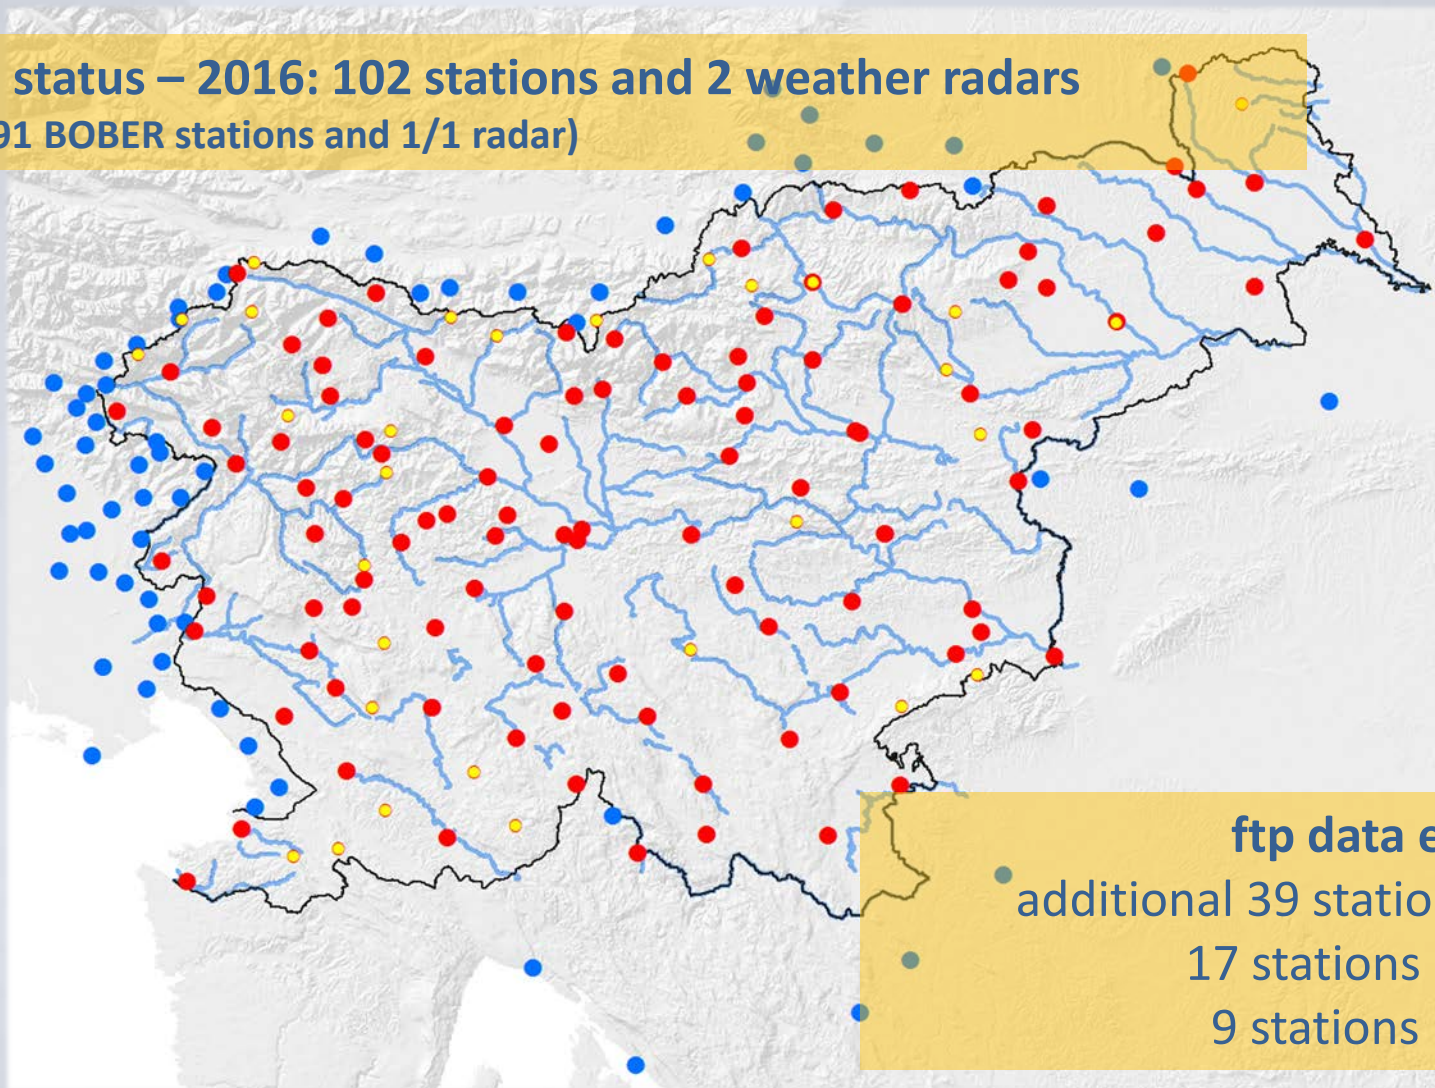 status – 2016: 102 stations and 2 weather radars
91 BOBER stations and 1/1 radar)
ftp data
additional 39
17 stations
9 stations